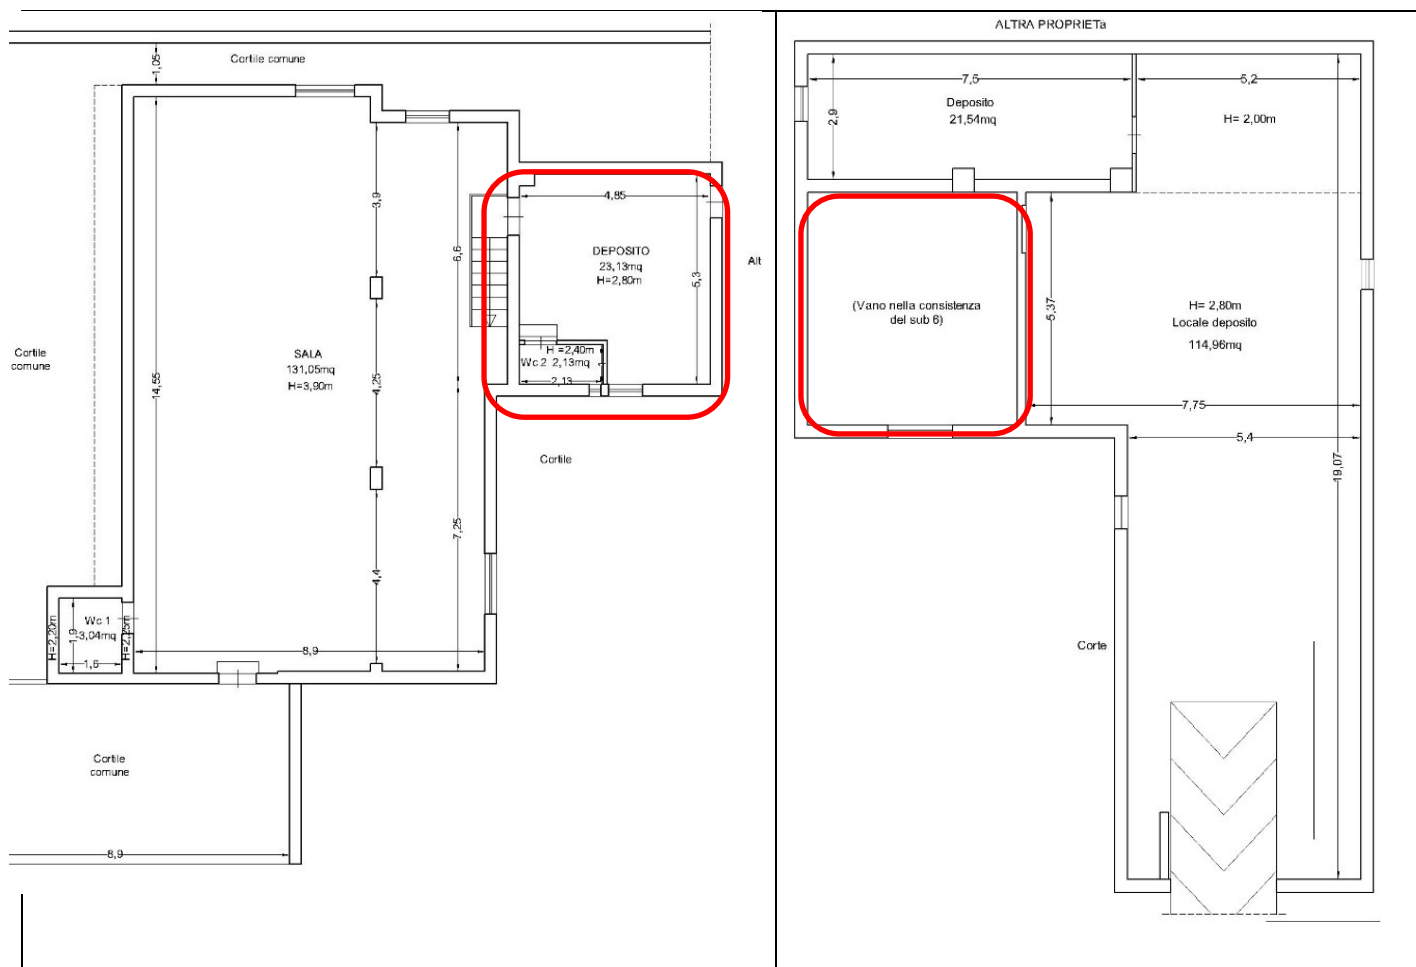 Cortile comune
1,05
14,55
3,9
6,6
SALA
131,05mq
H=3,90m
4,25
7,25
4,4
8,9
Cortile
comune
Wc 1
3,04mq
1,9
1,6
H=2,20m
H=2,25m
Cortile
comune
8,9
4,85
DEPOSITO
23,13mq
H=2,80m
5,3
H =2,40m
Wc 2 2,13mq
1
2,13
Cortile
Alt
ALTRA PROPRIETa
7,5
Deposito
21,54mq
2,9
5,2
H= 2,00m
(Vano nella consistenza
del sub 6)
5,37
H= 2,80m
Locale deposito
114,96mq
7,75
5,4
19,07
Corte